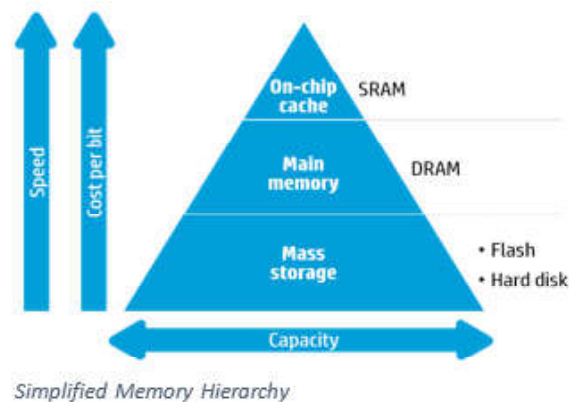 On-chip
cache
SRAM
Main
memory
DRAM
Mass
storage
• Flash
• Hard disk
Speed
Cost per bit
Capacity
Simplified Memory Hierarchy